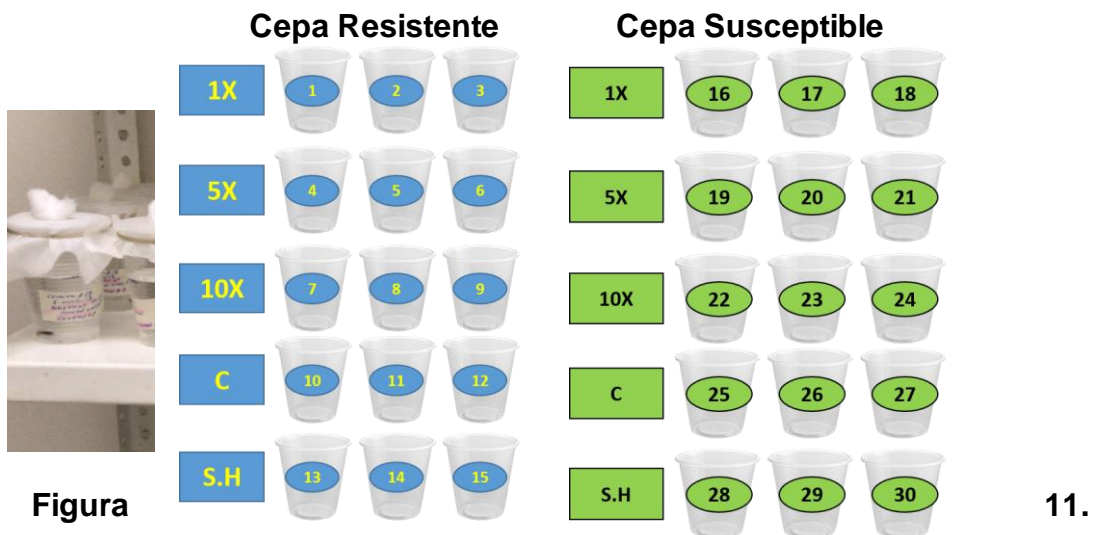 Cepa Resistente
1X 1 2 3
5X 4 5 6
10X 7 8 9
C 10 11 12
S.H 13 14 15
Cepa Susceptible
1X 16 17 18
5X 19 20 21
10X 22 23 24
C 25 26 27
S.H 28 29 30
Figura 11.